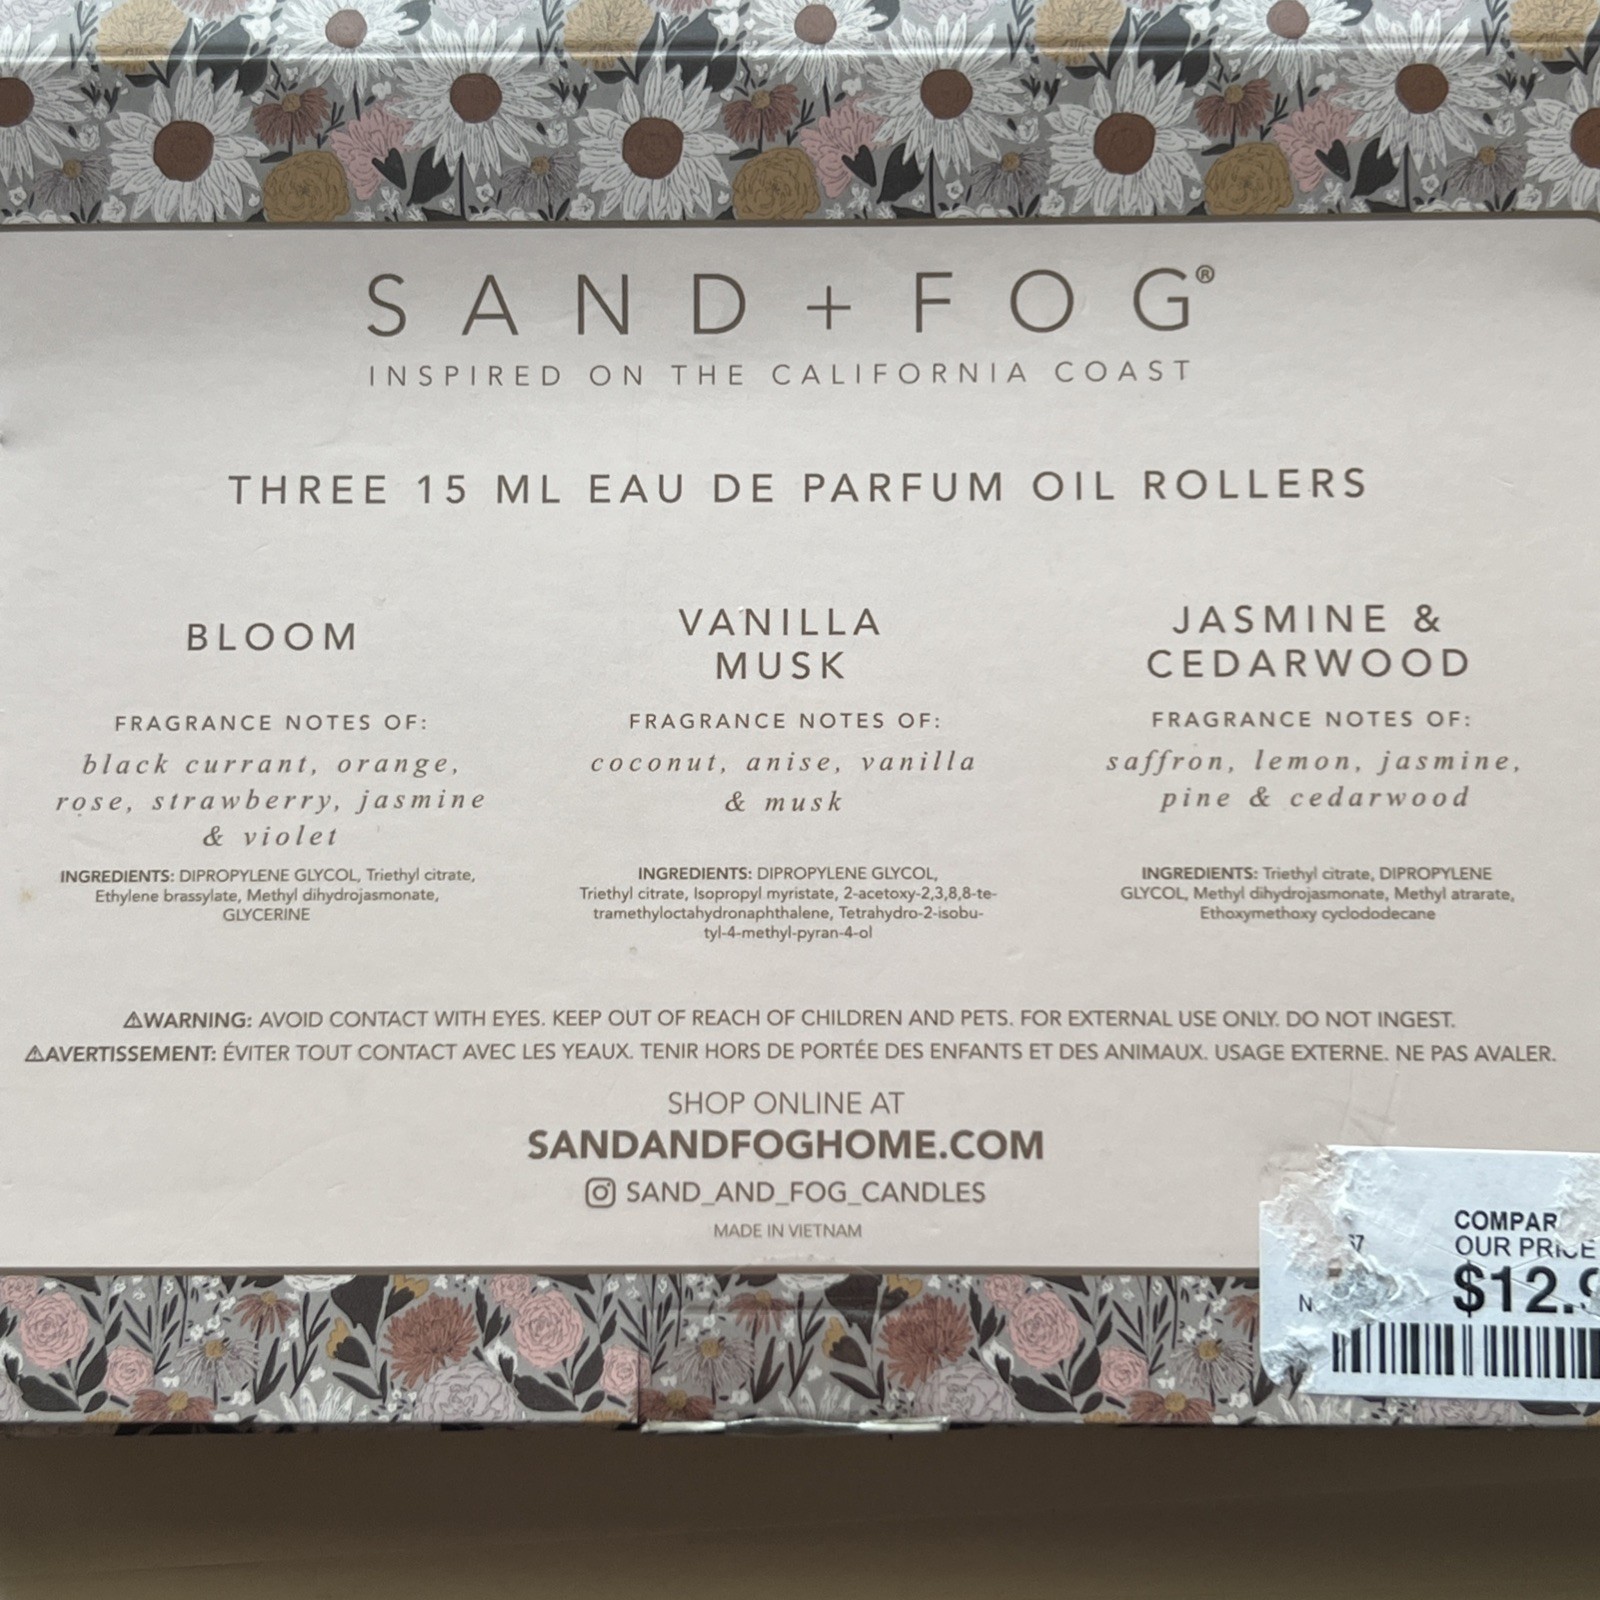 SAND + FOG®
INSPIRED ON THE CALIFORNIA COAST
THREE 15 ML EAU DE PARFUM OIL ROLLERS
BLOOM
FRAGRANCE NOTES OF:
black currant, orange,
rose, strawberry, jasmine
& violet
INGREDIENTS: DIPROPYLENE GLYCOL, Triethyl citrate,
Ethylene brassylate, Methyl dihydrojasmonate,
GLYCERINE
VANILLA
MUSK
FRAGRANCE NOTES OF:
coconut, anise, vanilla
& musk
INGREDIENTS: DIPROPYLENE GLYCOL,
Triethyl citrate, Isopropyl myristate, 2-acetoxy-2,3,8,8-te-
tramethyloctahydronaphthalene, Tetrahydro-2-isobu-
tyl-4-methyl-pyran-4-ol
JASMINE &
CEDARWOOD
FRAGRANCE NOTES OF:
saffron, lemon, jasmine,
pine & cedarwood
INGREDIENTS: Triethyl citrate, DIPROPYLENE
GLYCOL, Methyl dihydrojasmonate, Methyl atrarate,
Ethoxymethoxy cyclododecane
⚠WARNING: AVOID CONTACT WITH EYES. KEEP OUT OF REACH OF CHILDREN AND PETS. FOR EXTERNAL USE ONLY. DO NOT INGEST.
⚠AVERTISSEMENT: ÉVITER TOUT CONTACT AVEC LES YEAUX. TENIR HORS DE PORTÉE DES ENFANTS ET DES ANIMAUX. USAGE EXTERNE. NE PAS AVALER.
SHOP ONLINE AT
SANDANDFOGHOME.COM
SAND_AND_FOG_CANDLES
MADE IN VIETNAM
COMPAR
OUR PRICE
$12.9